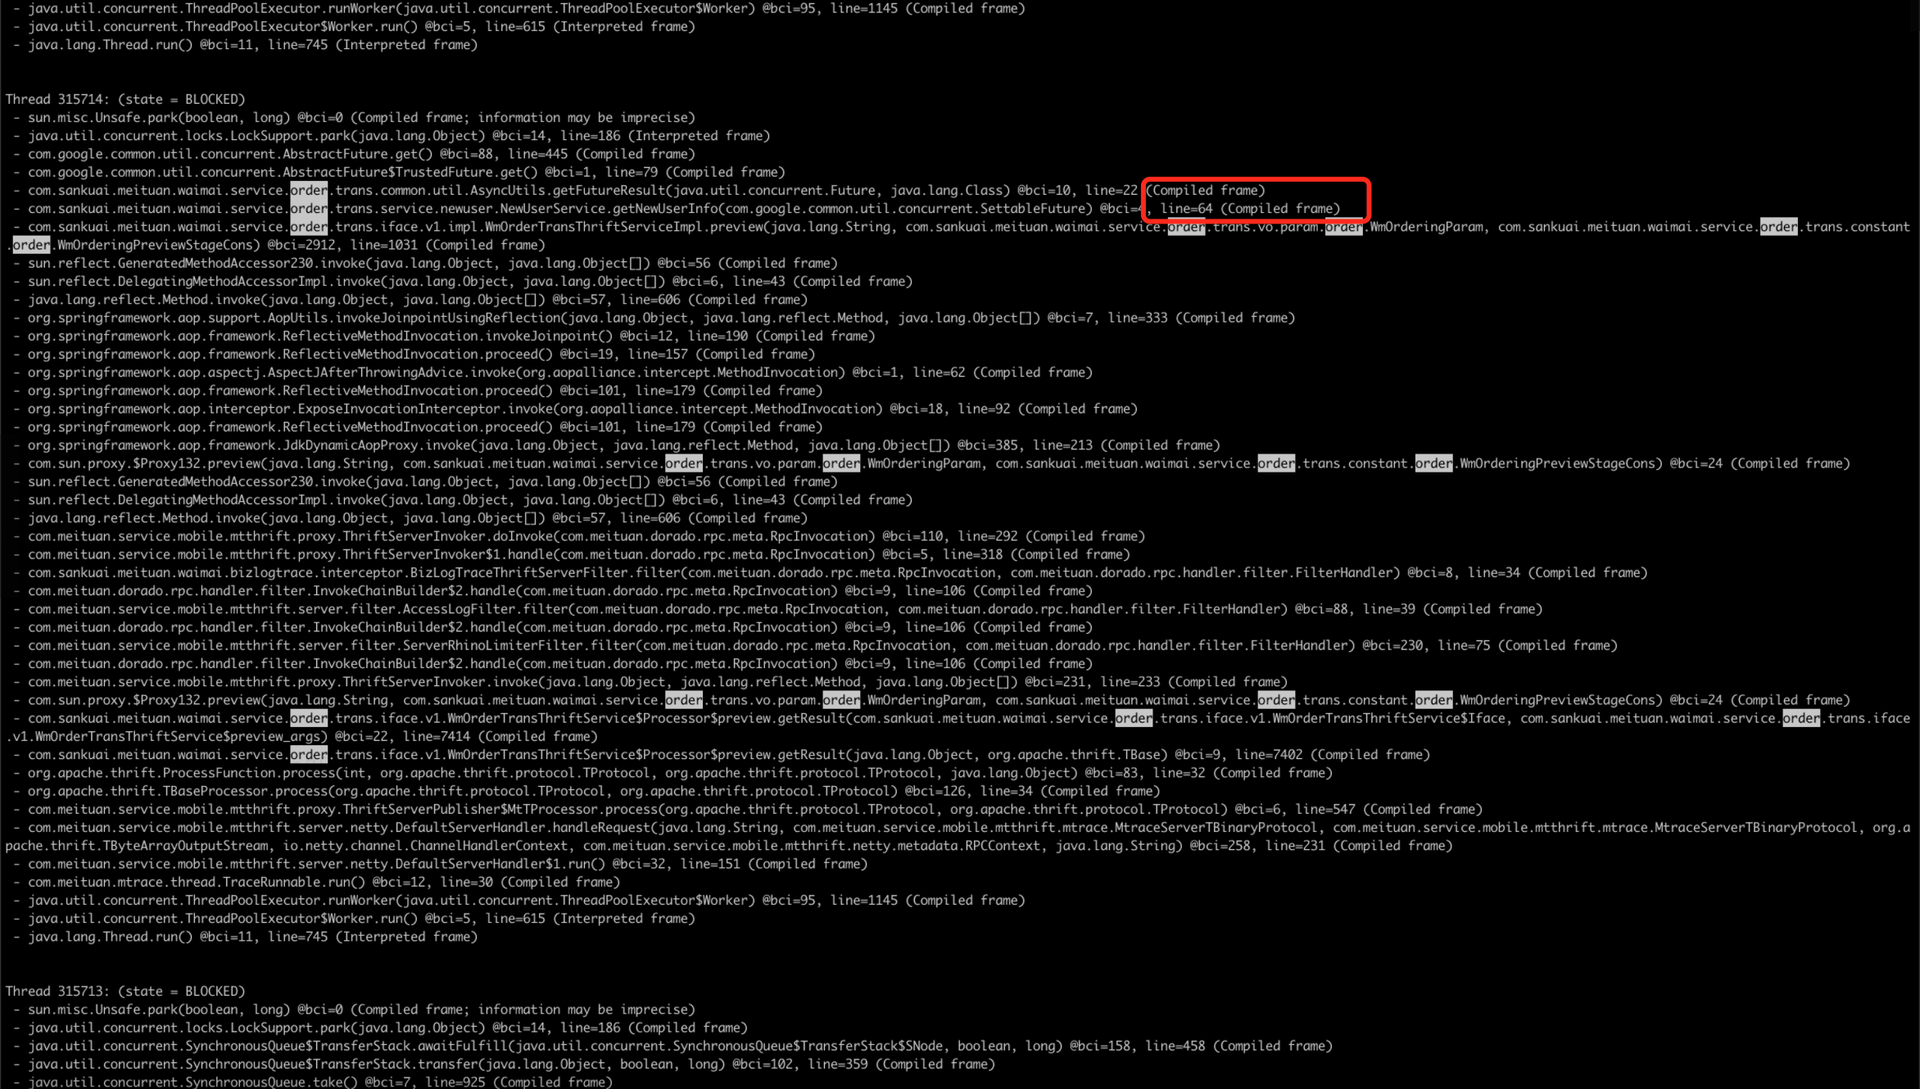 - java.util.concurrent.ThreadPoolExecutor.runWorker(java.util.concurrent.ThreadPoolExecutor$Worker) @bci=95, line=1145 (Compiled frame)
- java.util.concurrent.ThreadPoolExecutor$Worker.run() @bci=5, line=615 (Interpreted frame)
- java.lang.Thread.run() @bci=11, line=745 (Interpreted frame)
Thread 315714: (state = BLOCKED)
- sun.misc.Unsafe.park(boolean, long) @bci=0 (Compiled frame; information may be imprecise)
- java.util.concurrent.locks.LockSupport.park(java.lang.Object) @bci=14, line=186 (Interpreted frame)
- com.google.common.util.concurrent.AbstractFuture.get() @bci=88, line=445 (Compiled frame)
- com.google.common.util.concurrent.AbstractFuture$TrustedFuture.get() @bci=1, line=79 (Compiled frame)
- com.sankuai.meituan.waimai.service.order.trans.common.util.AsyncUtils.getFutureResult(java.util.concurrent.Future, java.lang.Class) @bci=10, line=22 (Compiled frame)
- com.sankuai.meituan.waimai.service.order.trans.service.newuser.NewUserService.getNewUserInfo(com.google.common.util.concurrent.SettableFuture) @bci=4, line=64 (Compiled frame)
- com.sankuai.meituan.waimai.service.order.trans.iface.v1.impl.WmOrderTransThriftServiceImpl.preview(java.lang.String, com.sankuai.meituan.waimai.service.order.trans.vo.param.order.WmOrderingParam, com.sankuai.meituan.waimai.service.order.trans.constant
.order.WmOrderingPreviewStageCons) @bci=2912, line=1031 (Compiled frame)
- sun.reflect.GeneratedMethodAccessor230.invoke(java.lang.Object, java.lang.Object[]) @bci=56 (Compiled frame)
- sun.reflect.DelegatingMethodAccessorImpl.invoke(java.lang.Object, java.lang.Object[]) @bci=6, line=43 (Compiled frame)
- java.lang.reflect.Method.invoke(java.lang.Object, java.lang.Object[]) @bci=57, line=606 (Compiled frame)
- org.springframework.aop.support.AopUtils.invokeJoinpointUsingReflection(java.lang.Object, java.lang.reflect.Method, java.lang.Object[]) @bci=7, line=333 (Compiled frame)
- org.springframework.aop.framework.ReflectiveMethodInvocation.invokeJoinpoint() @bci=12, line=190 (Compiled frame)
- org.springframework.aop.framework.ReflectiveMethodInvocation.proceed() @bci=19, line=157 (Compiled frame)
- org.springframework.aop.aspectj.AspectJAfterThrowingAdvice.invoke(org.aopalliance.intercept.MethodInvocation) @bci=1, line=62 (Compiled frame)
- org.springframework.aop.framework.ReflectiveMethodInvocation.proceed() @bci=101, line=179 (Compiled frame)
- org.springframework.aop.interceptor.ExposeInvocationInterceptor.invoke(org.aopalliance.intercept.MethodInvocation) @bci=18, line=92 (Compiled frame)
- org.springframework.aop.framework.ReflectiveMethodInvocation.proceed() @bci=101, line=179 (Compiled frame)
- org.springframework.aop.framework.JdkDynamicAopProxy.invoke(java.lang.Object, java.lang.reflect.Method, java.lang.Object[]) @bci=385, line=213 (Compiled frame)
- com.sun.proxy.$Proxy132.preview(java.lang.String, com.sankuai.meituan.waimai.service.order.trans.vo.param.order.WmOrderingParam, com.sankuai.meituan.waimai.service.order.trans.constant.order.WmOrderingPreviewStageCons) @bci=24 (Compiled frame)
- sun.reflect.GeneratedMethodAccessor230.invoke(java.lang.Object, java.lang.Object[]) @bci=56 (Compiled frame)
- sun.reflect.DelegatingMethodAccessorImpl.invoke(java.lang.Object, java.lang.Object[]) @bci=6, line=43 (Compiled frame)
- java.lang.reflect.Method.invoke(java.lang.Object, java.lang.Object[]) @bci=57, line=606 (Compiled frame)
- com.meituan.service.mobile.mtthrift.proxy.ThriftServerInvoker.doInvoke(com.meituan.dorado.rpc.meta.RpcInvocation) @bci=110, line=292 (Compiled frame)
- com.meituan.service.mobile.mtthrift.proxy.ThriftServerInvoker$1.handle(com.meituan.dorado.rpc.meta.RpcInvocation) @bci=5, line=318 (Compiled frame)
- com.sankuai.meituan.waimai.bizlogtrace.interceptor.BizLogTraceThriftServerFilter.filter(com.meituan.dorado.rpc.meta.RpcInvocation, com.meituan.dorado.rpc.handler.filter.FilterHandler) @bci=8, line=34 (Compiled frame)
- com.meituan.dorado.rpc.handler.filter.InvokeChainBuilder$2.handle(com.meituan.dorado.rpc.meta.RpcInvocation) @bci=9, line=106 (Compiled frame)
- com.meituan.service.mobile.mtthrift.server.filter.AccessLogFilter.filter(com.meituan.dorado.rpc.meta.RpcInvocation, com.meituan.dorado.rpc.handler.filter.FilterHandler) @bci=88, line=39 (Compiled frame)
- com.meituan.dorado.rpc.handler.filter.InvokeChainBuilder$2.handle(com.meituan.dorado.rpc.meta.RpcInvocation) @bci=9, line=106 (Compiled frame)
- com.meituan.service.mobile.mtthrift.server.filter.ServerRhinoLimiterFilter.filter(com.meituan.dorado.rpc.meta.RpcInvocation, com.meituan.dorado.rpc.handler.filter.FilterHandler) @bci=230, line=75 (Compiled frame)
- com.meituan.dorado.rpc.handler.filter.InvokeChainBuilder$2.handle(com.meituan.dorado.rpc.meta.RpcInvocation) @bci=9, line=106 (Compiled frame)
- com.meituan.service.mobile.mtthrift.proxy.ThriftServerInvoker.invoke(java.lang.Object, java.lang.reflect.Method, java.lang.Object[]) @bci=231, line=233 (Compiled frame)
- com.sun.proxy.$Proxy132.preview(java.lang.String, com.sankuai.meituan.waimai.service.order.trans.vo.param.order.WmOrderingParam, com.sankuai.meituan.waimai.service.order.trans.constant.order.WmOrderingPreviewStageCons) @bci=24 (Compiled frame)
- com.sankuai.meituan.waimai.service.order.trans.iface.v1.WmOrderTransThriftService$Processor$preview.getResult(com.sankuai.meituan.waimai.service.order.trans.iface.v1.WmOrderTransThriftService$Iface, com.sankuai.meituan.waimai.service.order.trans.iface
.v1.WmOrderTransThriftService$preview_args) @bci=22, line=7414 (Compiled frame)
- com.sankuai.meituan.waimai.service.order.trans.iface.v1.WmOrderTransThriftService$Processor$preview.getResult(java.lang.Object, org.apache.thrift.TBase) @bci=9, line=7402 (Compiled frame)
- org.apache.thrift.ProcessFunction.process(int, org.apache.thrift.protocol.TProtocol, org.apache.thrift.protocol.TProtocol, java.lang.Object) @bci=83, line=32 (Compiled frame)
- org.apache.thrift.TBaseProcessor.process(org.apache.thrift.protocol.TProtocol, org.apache.thrift.protocol.TProtocol) @bci=126, line=34 (Compiled frame)
- com.meituan.service.mobile.mtthrift.proxy.ThriftServerPublisher$MtTProcessor.process(org.apache.thrift.protocol.TProtocol, org.apache.thrift.protocol.TProtocol) @bci=6, line=547 (Compiled frame)
- com.meituan.service.mobile.mtthrift.server.netty.DefaultServerHandler.handleRequest(java.lang.String, com.meituan.service.mobile.mtthrift.mtrace.MtraceServerTBinaryProtocol, com.meituan.service.mobile.mtthrift.mtrace.MtraceServerTBinaryProtocol, org.a
pache.thrift.TByteArrayOutputStream, io.netty.channel.ChannelHandlerContext, com.meituan.service.mobile.mtthrift.netty.metadata.RPCContext, java.lang.String) @bci=258, line=231 (Compiled frame)
- com.meituan.service.mobile.mtthrift.server.netty.DefaultServerHandler$1.run() @bci=32, line=151 (Compiled frame)
- com.meituan.mtrace.thread.TraceRunnable.run() @bci=12, line=30 (Compiled frame)
- java.util.concurrent.ThreadPoolExecutor.runWorker(java.util.concurrent.ThreadPoolExecutor$Worker) @bci=95, line=1145 (Compiled frame)
- java.util.concurrent.ThreadPoolExecutor$Worker.run() @bci=5, line=615 (Interpreted frame)
- java.lang.Thread.run() @bci=11, line=745 (Interpreted frame)
Thread 315713: (state = BLOCKED)
- sun.misc.Unsafe.park(boolean, long) @bci=0 (Compiled frame; information may be imprecise)
- java.util.concurrent.locks.LockSupport.park(java.lang.Object) @bci=14, line=186 (Compiled frame)
- java.util.concurrent.SynchronousQueue$TransferStack.awaitFulfill(java.util.concurrent.SynchronousQueue$TransferStack$SNode, boolean, long) @bci=158, line=458 (Compiled frame)
- java.util.concurrent.SynchronousQueue$TransferStack.transfer(java.lang.Object, boolean, long) @bci=102, line=359 (Compiled frame)
- java.util.concurrent.SynchronousQueue.take() @bci=7, line=925 (Compiled frame)